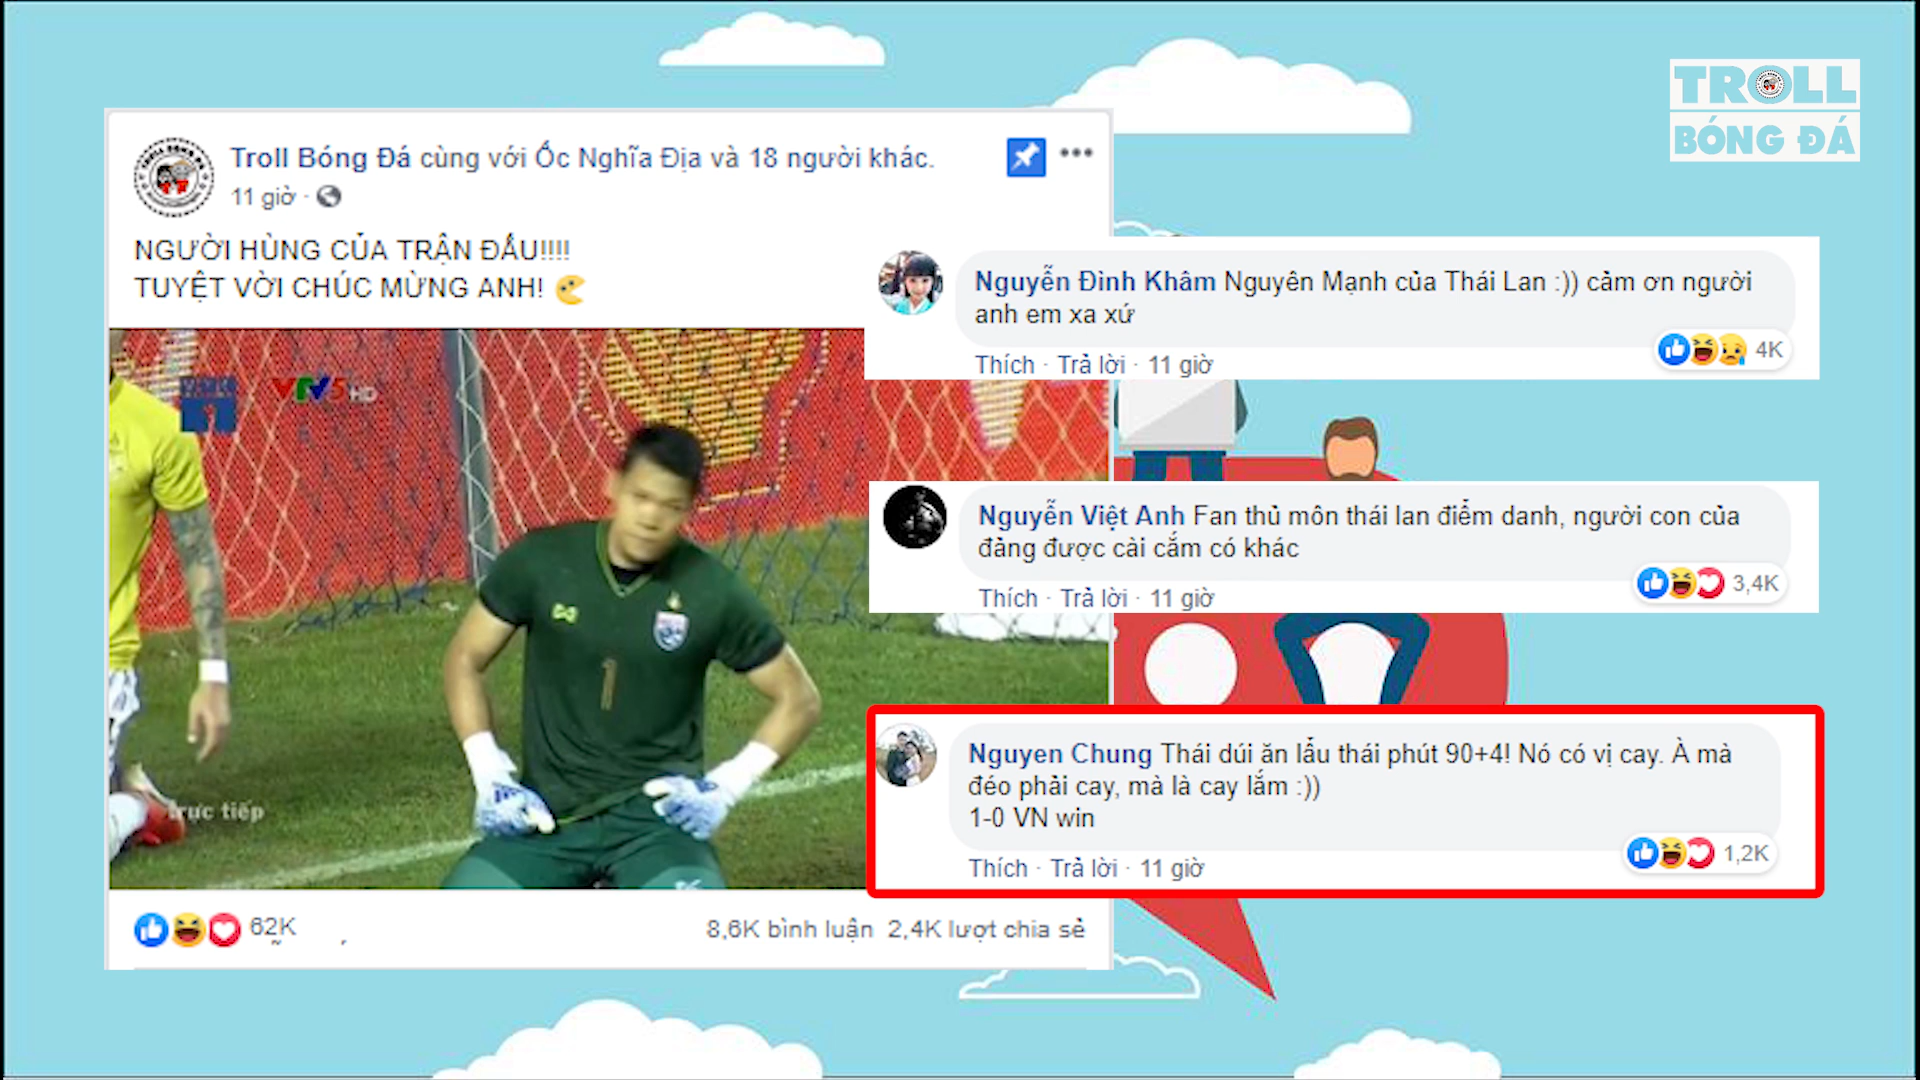 TROLL
BÓNG ĐÁ
Troll Bóng Đá cùng với Ốc Nghĩa Địa và 18 người khác.
11 giờ ·
NGƯỜI HÙNG CỦA TRẬN ĐẤU!!!!
TUYỆT VỜI CHÚC MỪNG ANH!
VTV5 HD
1
trực tiếp
62K
8,6K bình luận 2,4K lượt chia sẻ
Nguyễn Đình Khâm Nguyên Mạnh của Thái Lan :)) cảm ơn người
anh em xa xứ
4K
Thích · Trả lời · 11 giờ
Nguyễn Việt Anh Fan thủ môn thái lan điểm danh, người con của
đảng được cài cắm có khác
3,4K
Thích · Trả lời · 11 giờ
Nguyen Chung Thái dúi ăn lẩu thái phút 90+4! Nó có vị cay. À mà
đéo phải cay, mà là cay lắm :))
1-0 VN win
1,2K
Thích · Trả lời · 11 giờ